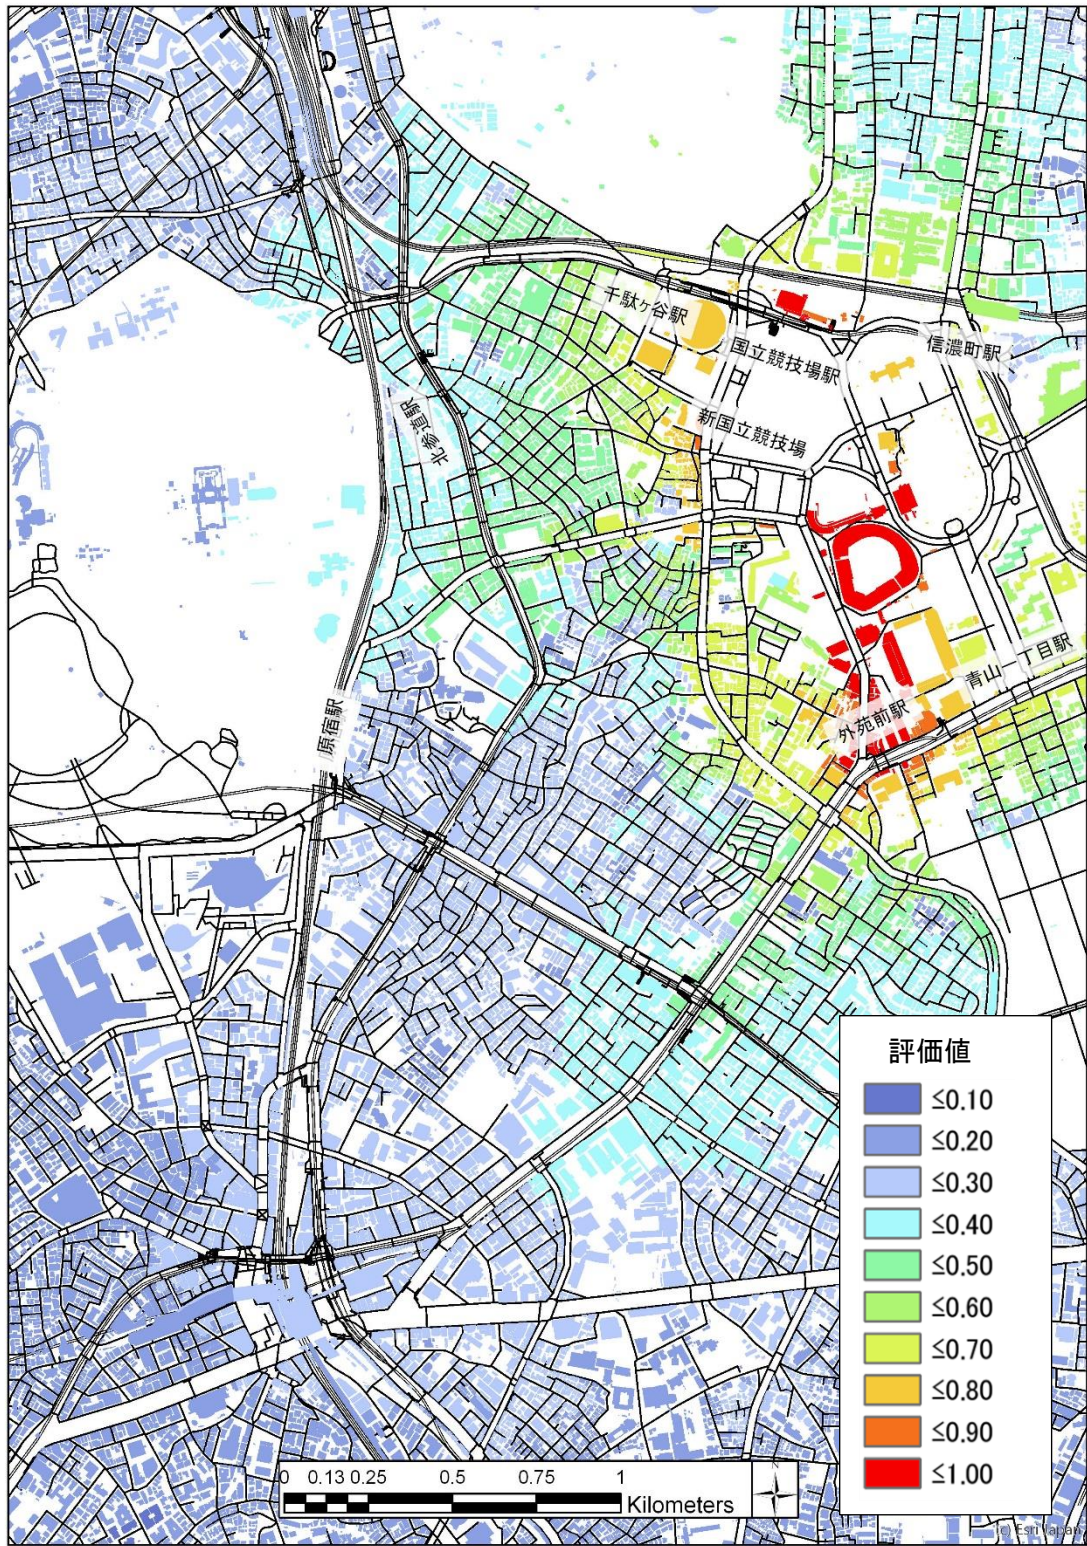 千駄ヶ谷駅
国立競技場駅
信濃町駅
北参道駅
新国立競技場
青山一丁目駅
外苑前駅
原宿駅
評価値
≤0.10
≤0.20
≤0.30
≤0.40
≤0.50
≤0.60
≤0.70
≤0.80
≤0.90
≤1.00
0 0.13 0.25 0.5 0.75 1
Kilometers
(c) Esri Japan